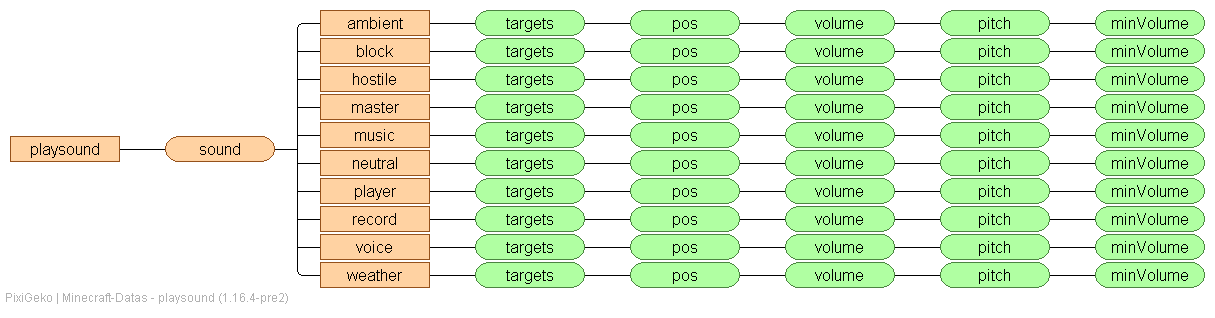 ambient targets pos volume pitch minVolume
block targets pos volume pitch minVolume
hostile targets pos volume pitch minVolume
master targets pos volume pitch minVolume
music targets pos volume pitch minVolume
playsound sound
neutral targets pos volume pitch minVolume
player targets pos volume pitch minVolume
record targets pos volume pitch minVolume
voice targets pos volume pitch minVolume
weather targets pos volume pitch minVolume
PixiGeko | Minecraft-Datas - playsound (1.16.4-pre2)